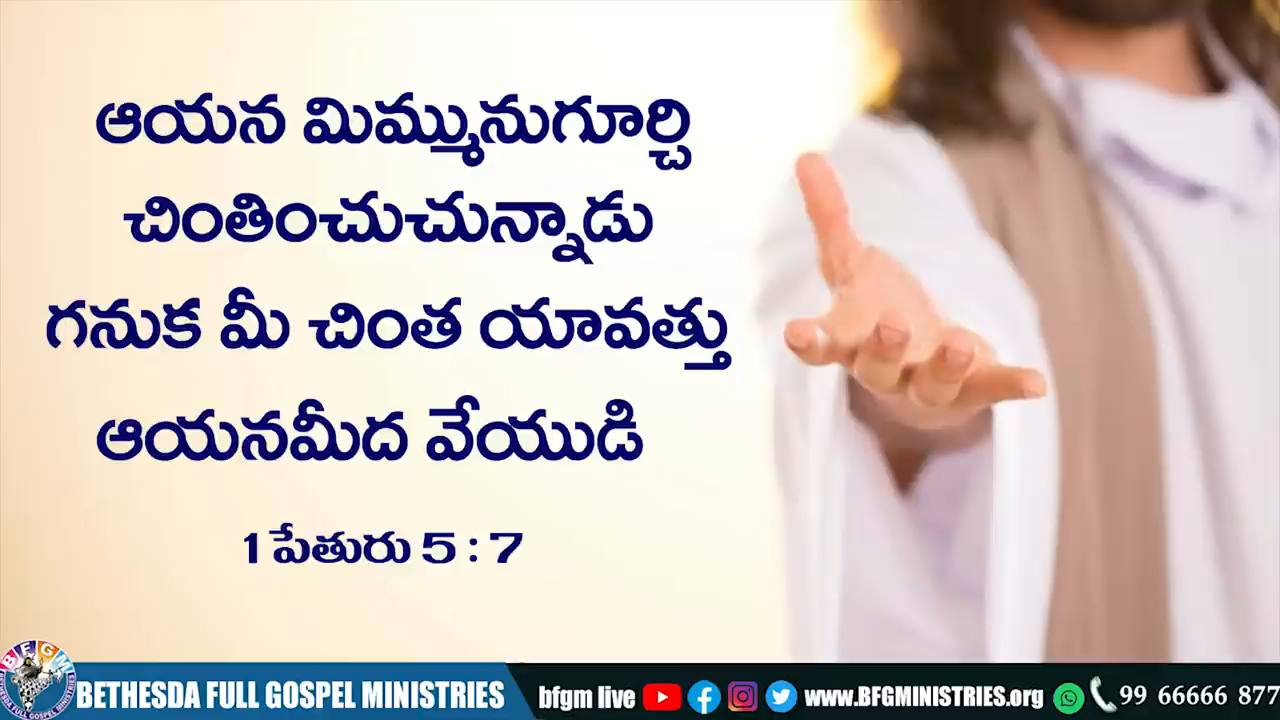 ఆయన మిమ్మునుగూర్చి
చింతించుచున్నాడు
గనుక మీ చింత యావత్తు
ఆయనమీద వేయుడి
1 పేతురు 5 : 7
BFGM
BETHESDA FULL GOSPEL MINISTRIES
bfgm live www.BFGMINISTRIES.org 99 66666 877